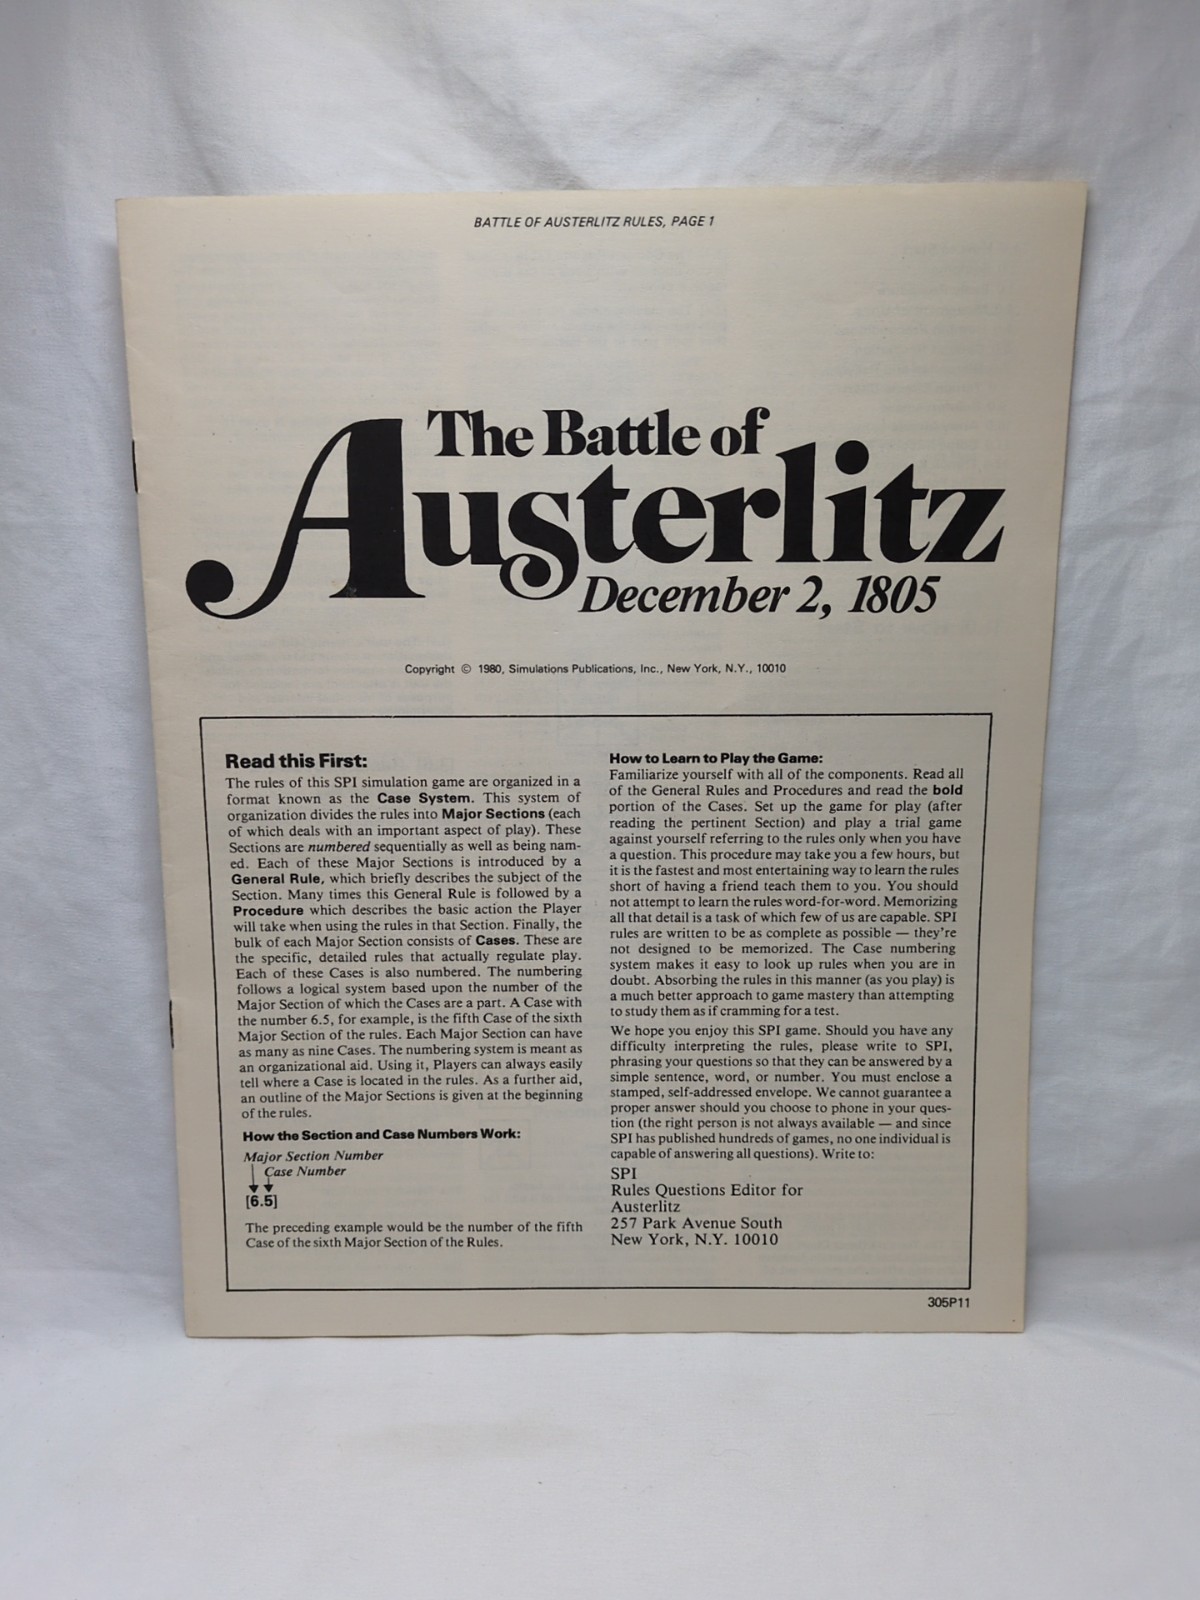 BATTLE OF AUSTERLITZ RULES, PAGE 1
The Battle of
Austerlitz
December 2, 1805
Copyright © 1980, Simulations Publications, Inc., New York, N.Y., 10010
Read this First:
The rules of this SPI simulation game are organized in a
format known as the Case System. This system of
organization divides the rules into Major Sections (each
of which deals with an important aspect of play). These
Sections are numbered sequentially as well as being nam-
ed. Each of these Major Sections is introduced by a
General Rule, which briefly describes the subject of the
Section. Many times this General Rule is followed by a
Procedure which describes the basic action the Player
will take when using the rules in that Section. Finally, the
bulk of each Major Section consists of Cases. These are
the specific, detailed rules that actually regulate play.
Each of these Cases is also numbered. The numbering
follows a logical system based upon the number of the
Major Section of which the Cases are a part. A Case with
the number 6.5, for example, is the fifth Case of the sixth
Major Section of the rules. Each Major Section can have
as many as nine Cases. The numbering system is meant as
an organizational aid. Using it, Players can always easily
tell where a Case is located in the rules. As a further aid,
an outline of the Major Sections is given at the beginning
of the rules.
How the Section and Case Numbers Work:
Major Section Number
Case Number
[6.5]
The preceding example would be the number of the fifth
Case of the sixth Major Section of the Rules.
How to Learn to Play the Game:
Familiarize yourself with all of the components. Read all
of the General Rules and Procedures and read the bold
portion of the Cases. Set up the game for play (after
reading the pertinent Section) and play a trial game
against yourself referring to the rules only when you have
a question. This procedure may take you a few hours, but
it is the fastest and most entertaining way to learn the rules
short of having a friend teach them to you. You should
not attempt to learn the rules word-for-word. Memorizing
all that detail is a task of which few of us are capable. SPI
rules are written to be as complete as possible — they're
not designed to be memorized. The Case numbering
system makes it easy to look up rules when you are in
doubt. Absorbing the rules in this manner (as you play) is
a much better approach to game mastery than attempting
to study them as if cramming for a test.
We hope you enjoy this SPI game. Should you have any
difficulty interpreting the rules, please write to SPI,
phrasing your questions so that they can be answered by a
simple sentence, word, or number. You must enclose a
stamped, self-addressed envelope. We cannot guarantee a
proper answer should you choose to phone in your ques-
tion (the right person is not always available — and since
SPI has published hundreds of games, no one individual is
capable of answering all questions). Write to:
SPI
Rules Questions Editor for
Austerlitz
257 Park Avenue South
New York, N.Y. 10010
305P11